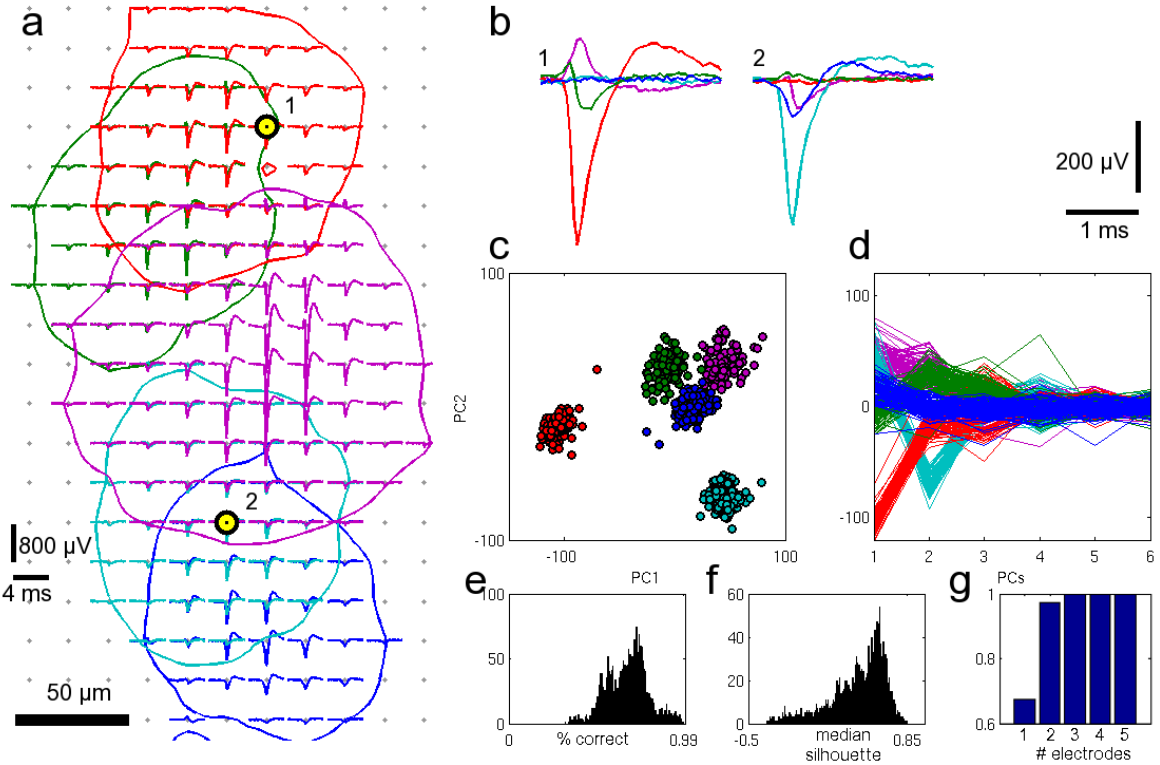 a
1
2
800 µV
4 ms
50 µm
b
1
2
200 µV
1 ms
c
100
PC2
-100
-100
100
PC1
d
100
0
-100
1
2
3
4
5
6
PCs
e
100
50
0
0
% correct
0.99
f
60
40
20
0
-0.5
median
silhouette
0.85
g
1
0.8
0.6
1
2
3
4
5
# electrodes